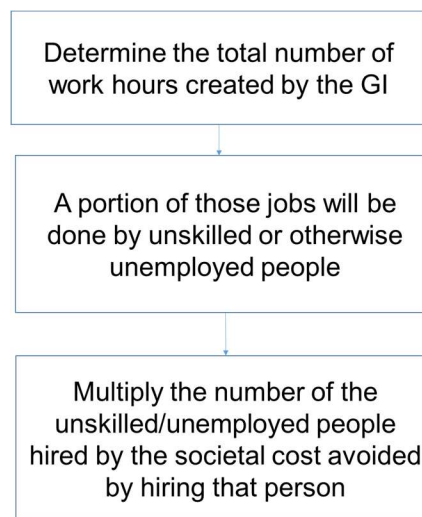 Determine the total number of
work hours created by the GI
A portion of those jobs will be
done by unskilled or otherwise
unemployed people
Multiply the number of the
unskilled/unemployed people
hired by the societal cost avoided
by hiring that person